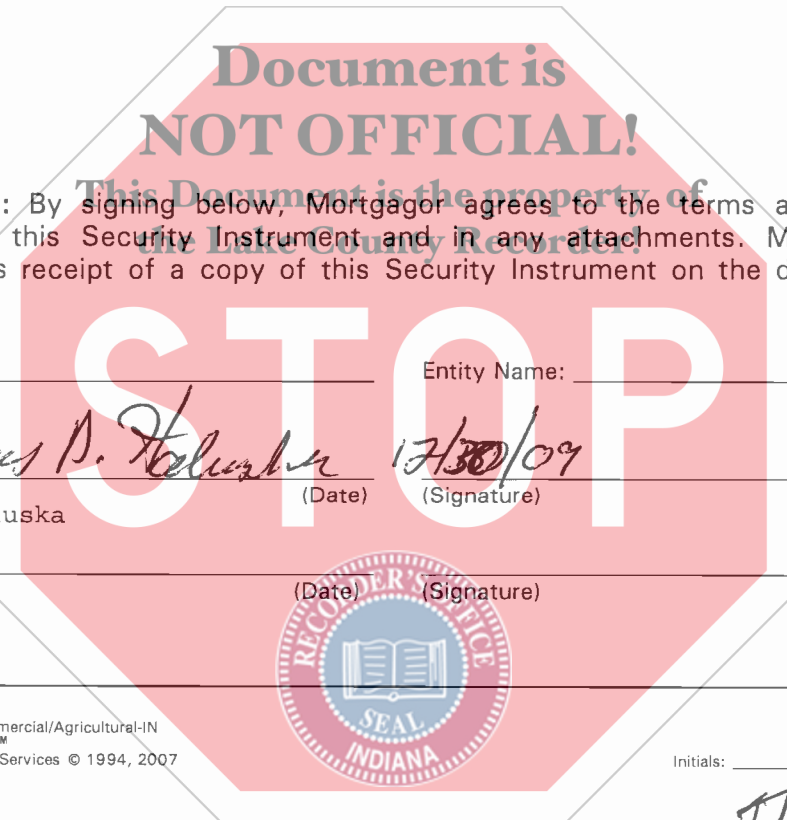 Document is
NOT OFFICIAL!
This Document is the property of
the Lake County Recorder!
: By signing below, Mortgagor agrees to the terms a
this Security Instrument and in any attachments. M
s receipt of a copy of this Security Instrument on the d
STOP
Entity Name:
D. 12/30/09
(Date) (Signature)
uska
(Date) (Signature)
RECORDER'S OFFICE
SEAL
INDIANA
mercial/Agricultural-IN
Services © 1994, 2007
Initials: